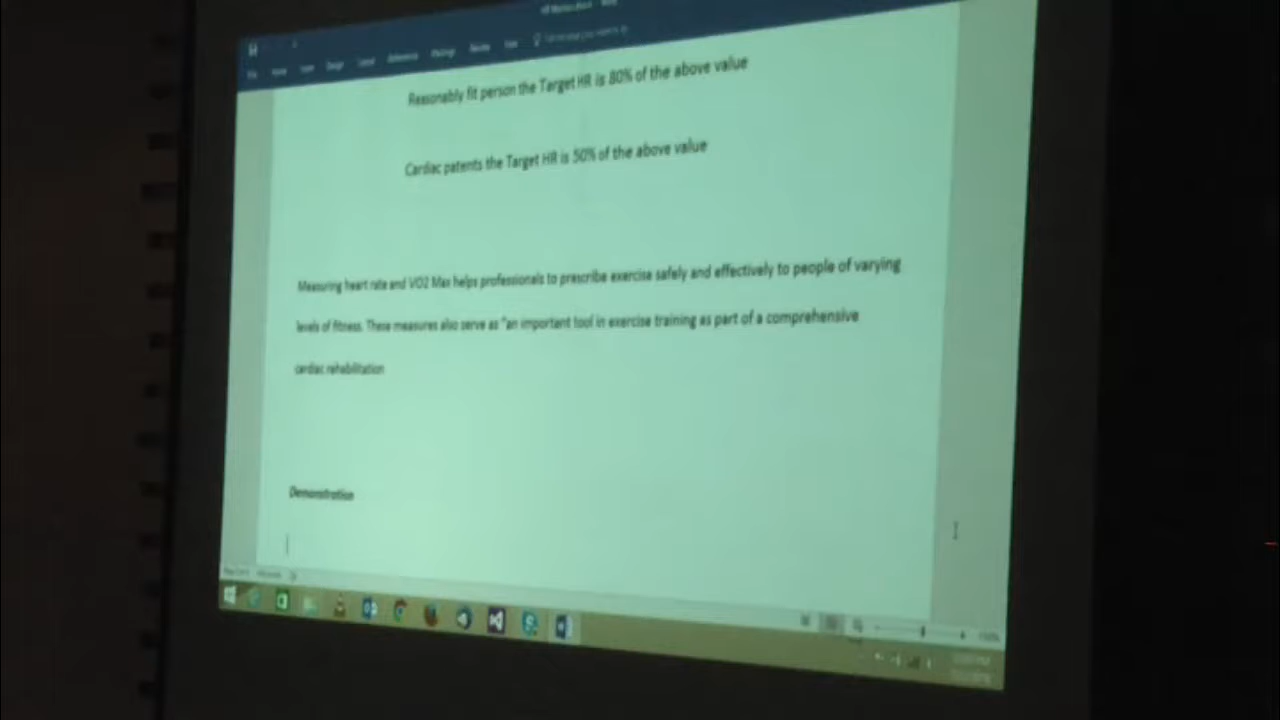 Reasonably fit person the Target HR is 80% of the above value
Cardiac patents the Target HR is 50% of the above value
Measuring heart rate and VO2 Max helps professionals to prescribe exercise safely and effectively to people of varying
levels of fitness. These measures also serve as "an important tool in exercise training as part of a comprehensive
cardiac rehabilitation
Demonstration